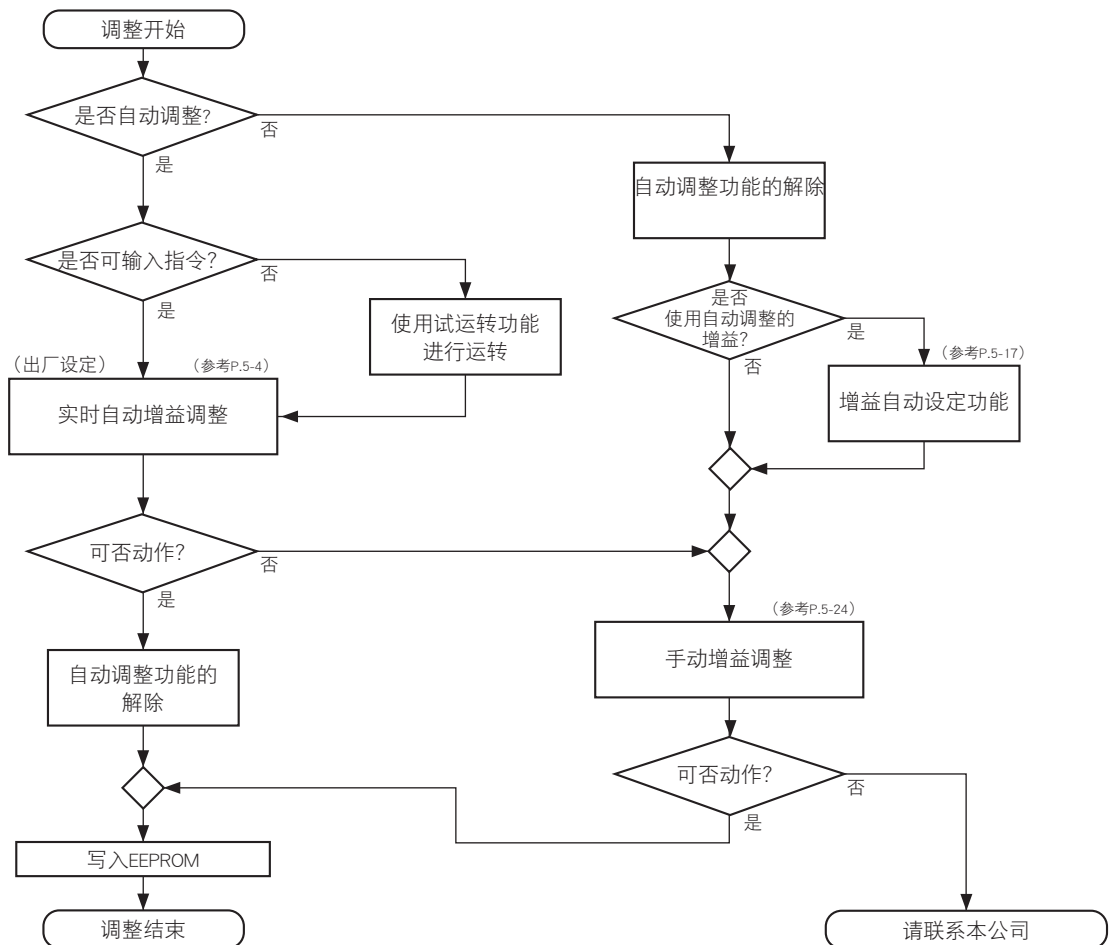 调整开始
是否自动调整?
否
是
自动调整功能的解除
是否可输入指令?
否
是
使用试运转功能
进行运转
是否
使用自动调整的
增益?
是
否
（出厂设定）
（参考P.5-4）
实时自动增益调整
（参考P.5-17）
增益自动设定功能
可否动作?
否
是
（参考P.5-24）
手动增益调整
自动调整功能的
解除
可否动作?
否
是
写入EEPROM
调整结束
请联系本公司